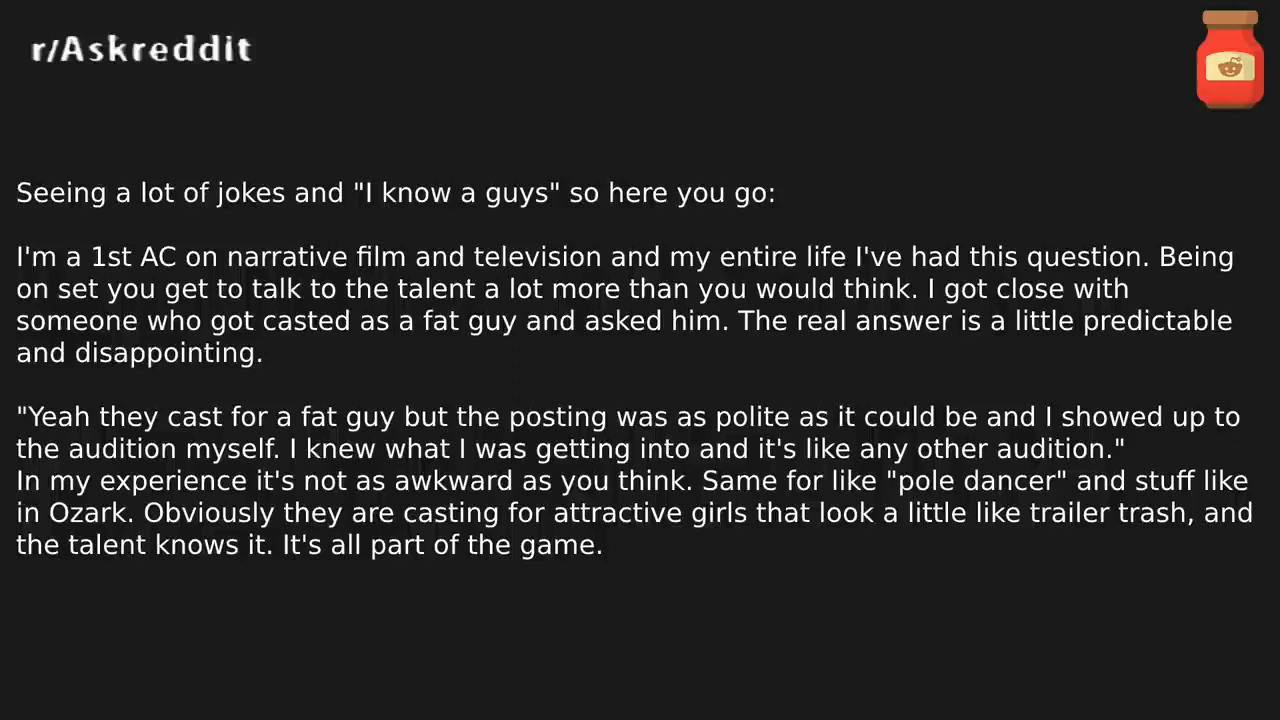 r/Askreddit
Seeing a lot of jokes and "I know a guys" so here you go:
I'm a 1st AC on narrative film and television and my entire life I've had this question. Being
on set you get to talk to the talent a lot more than you would think. I got close with
someone who got casted as a fat guy and asked him. The real answer is a little predictable
and disappointing.
"Yeah they cast for a fat guy but the posting was as polite as it could be and I showed up to
the audition myself. I knew what I was getting into and it's like any other audition."
In my experience it's not as awkward as you think. Same for like "pole dancer" and stuff like
in Ozark. Obviously they are casting for attractive girls that look a little like trailer trash, and
the talent knows it. It's all part of the game.